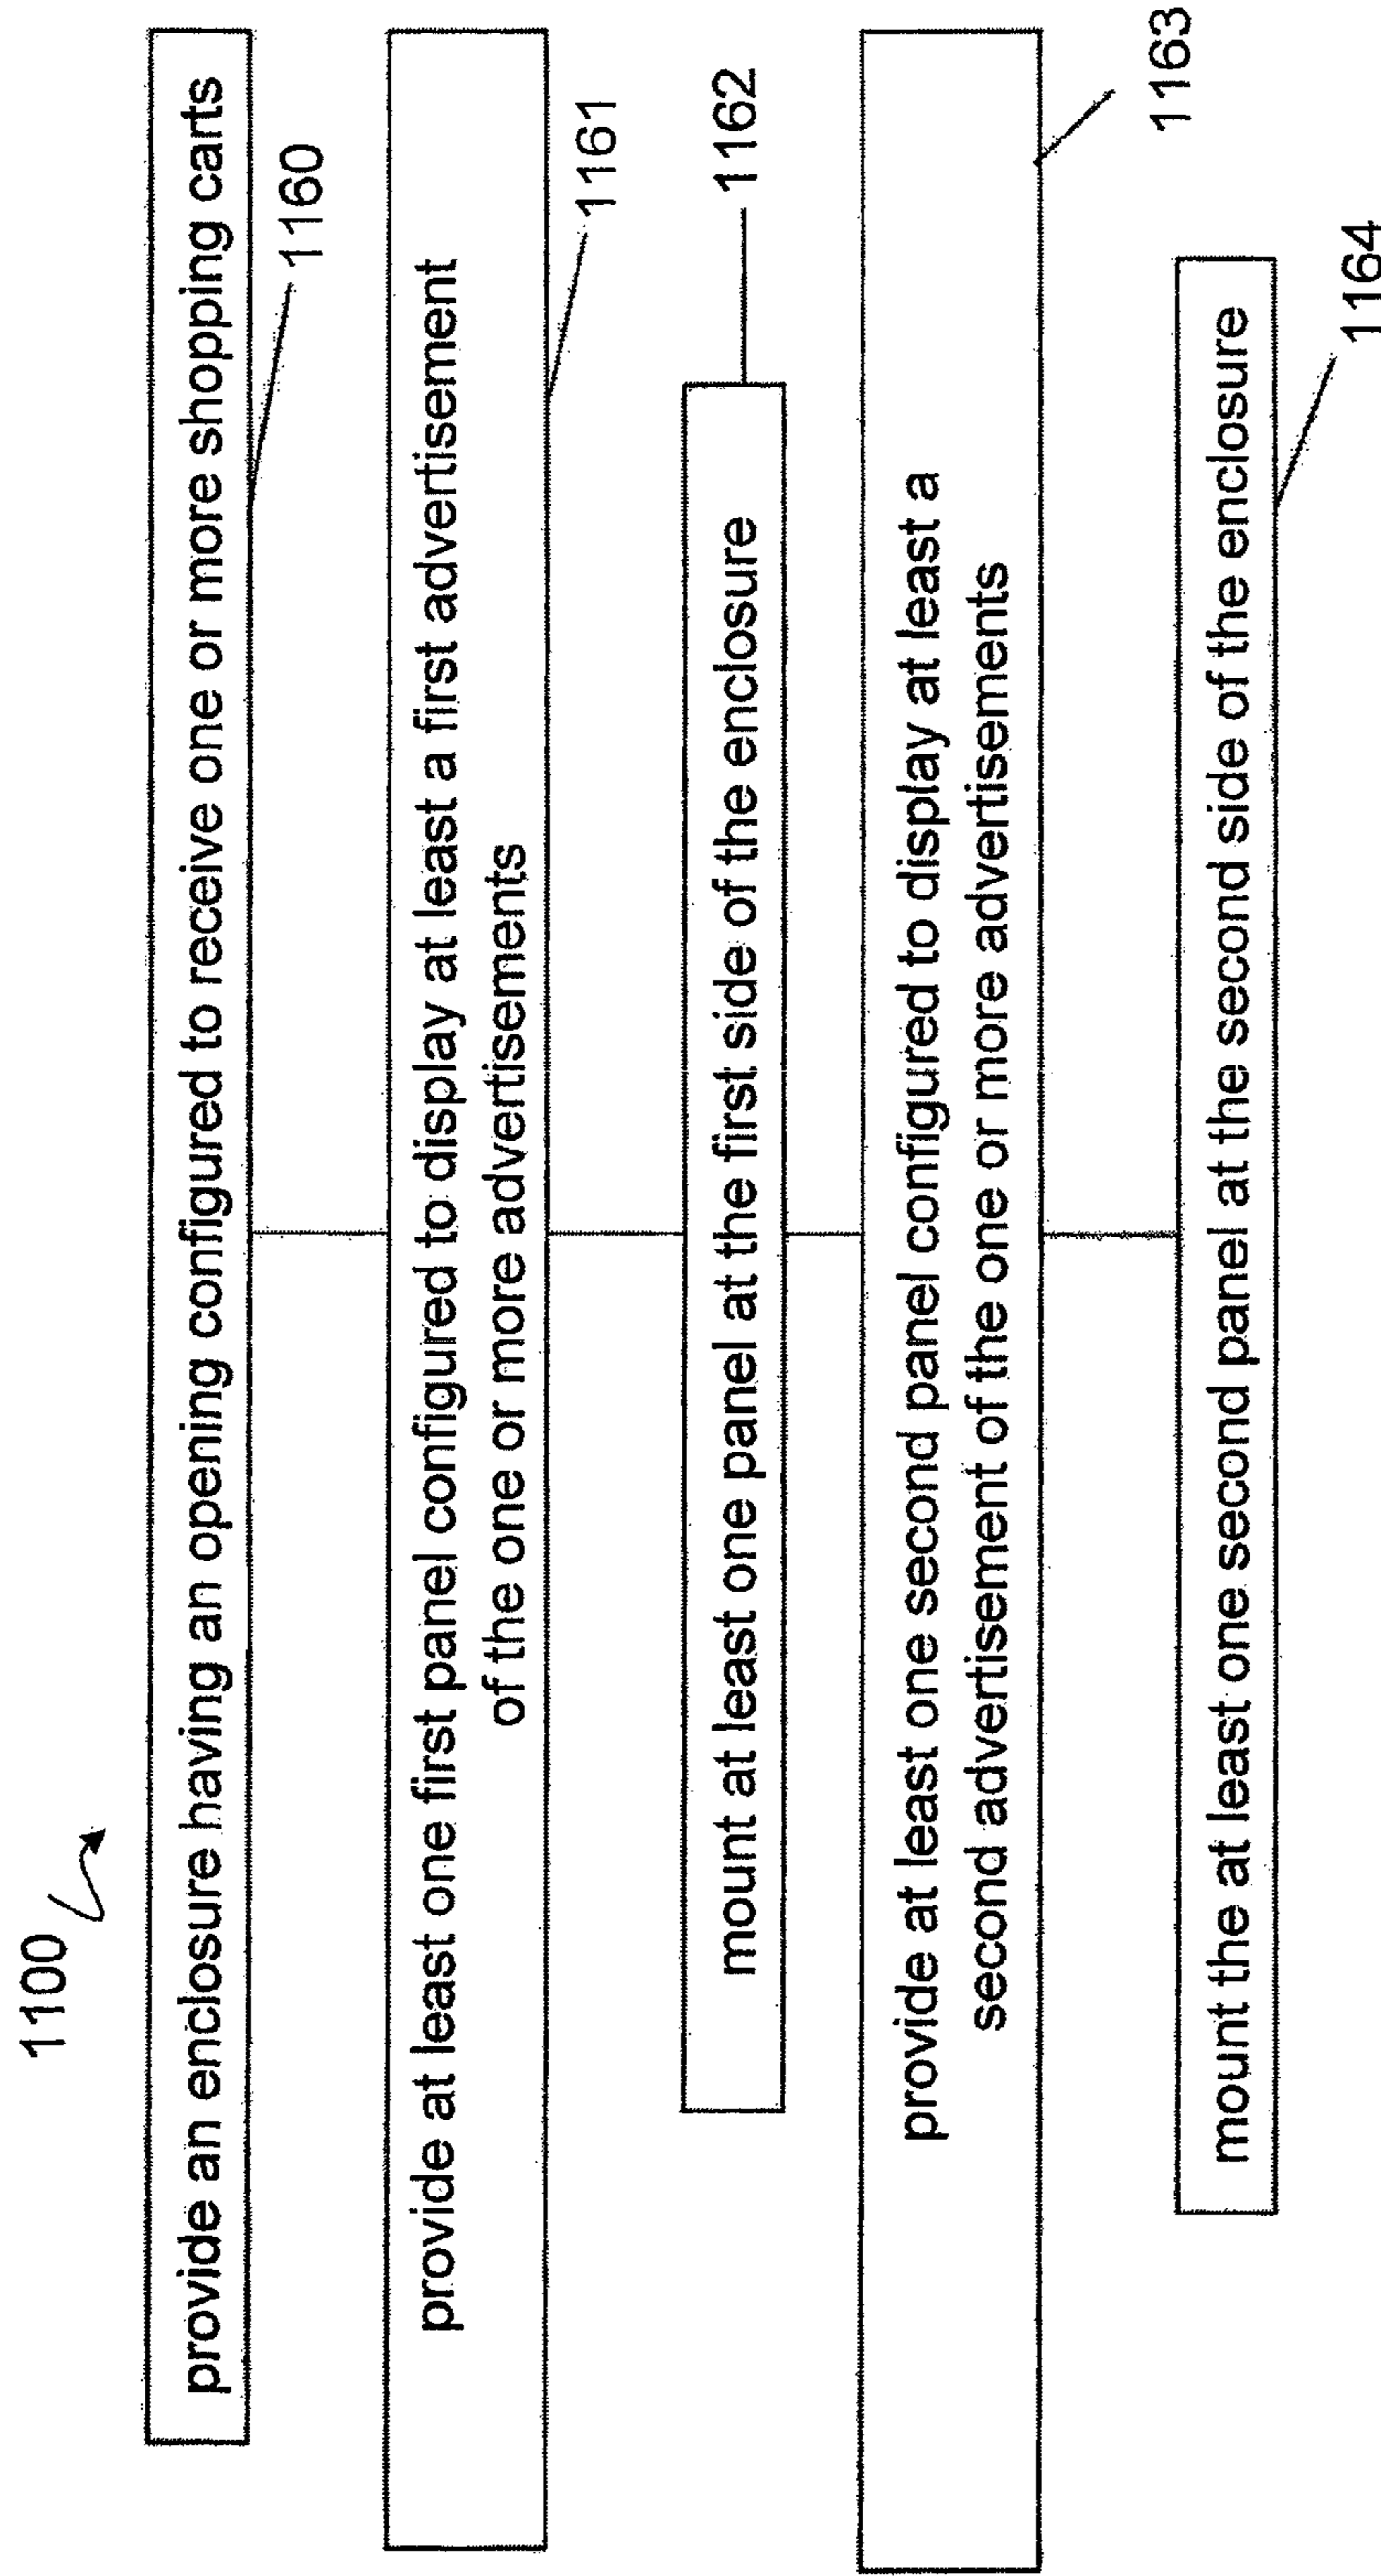 1100
provide an enclosure having an opening configured to receive one or more shopping carts
1160
provide at least one first panel configured to display at least a first advertisement
of the one or more advertisements
1161
mount at least one panel at the first side of the enclosure
1162
provide at least one second panel configured to display at least a
second advertisement of the one or more advertisements
1163
mount the at least one second panel at the second side of the enclosure
1164